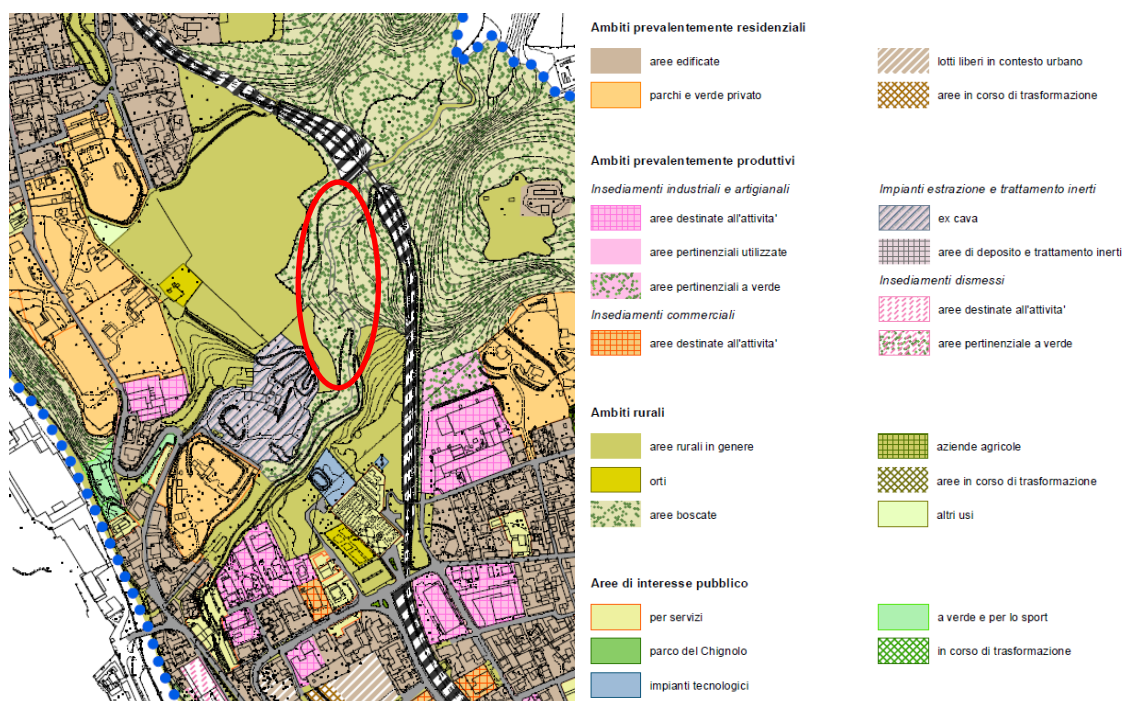 Ambiti prevalentemente residenziali
aree edificate
lotti liberi in contesto urbano
parchi e verde privato
aree in corso di trasformazione
Ambiti prevalentemente produttivi
Insediamenti industriali e artigianali
Impianti estrazione e trattamento inerti
aree destinate all'attivita'
ex cava
aree pertinenziali utilizzate
aree di deposito e trattamento inerti
aree pertinenziali a verde
Insediamenti dismessi
aree destinate all'attivita'
Insediamenti commerciali
aree destinate all'attivita'
aree pertinenziale a verde
Ambiti rurali
aree rurali in genere
aziende agricole
orti
aree in corso di trasformazione
aree boscate
altri usi
Aree di interesse pubblico
per servizi
a verde e per lo sport
parco del Chignolo
in corso di trasformazione
impianti tecnologici